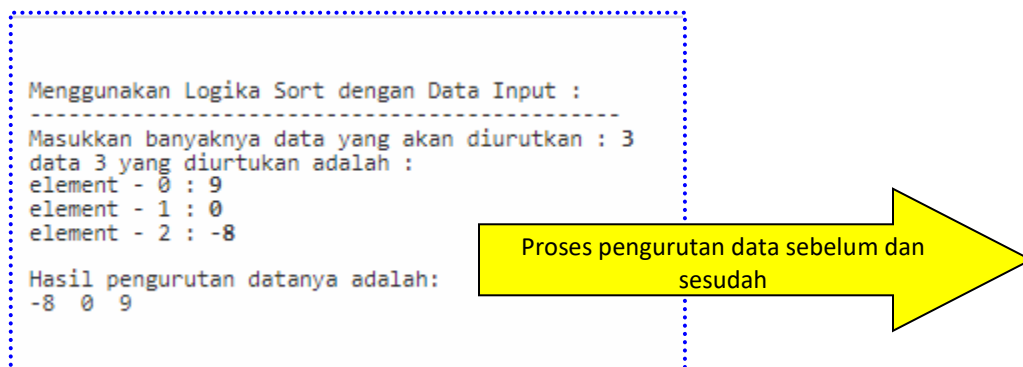 Menggunakan Logika Sort dengan Data Input :
------------------------------------------------
Masukkan banyaknya data yang akan diurutkan : 3
data 3 yang diurtukan adalah :
element - 0 : 9
element - 1 : 0
element - 2 : -8
Hasil pengurutan datanya adalah:
-8 0 9
Proses pengurutan data sebelum dan
sesudah